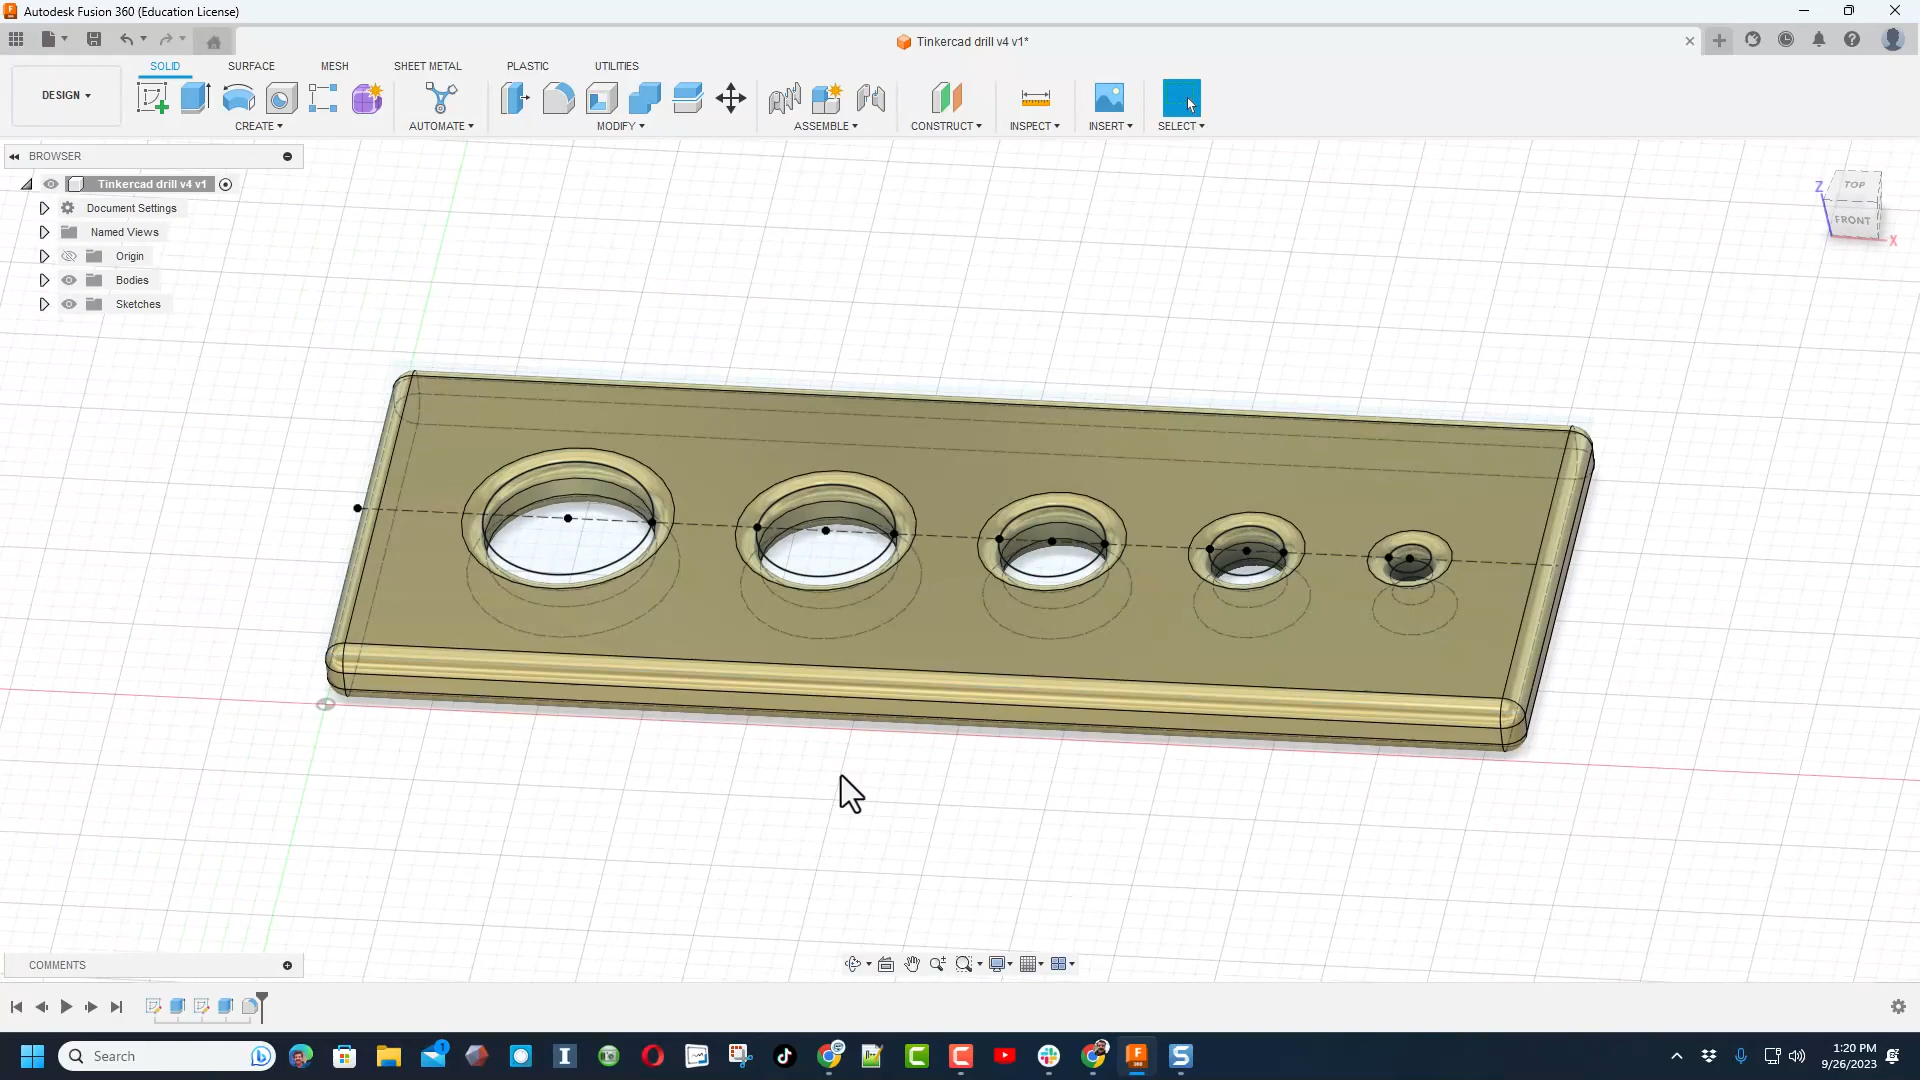 Autodesk Fusion 360 (Education License)
Tinkercad drill v4 v1*
SOLID SURFACE MESH SHEET METAL PLASTIC UTILITIES
DESIGN
CREATE AUTOMATE MODIFY ASSEMBLE CONSTRUCT INSPECT INSERT SELECT
BROWSER
Tinkercad drill v4 v1
Document Settings
Named Views
Origin
Bodies
Sketches
TOP
Z
FRONT
X
COMMENTS
Search
1
1:20 PM
9/26/2023